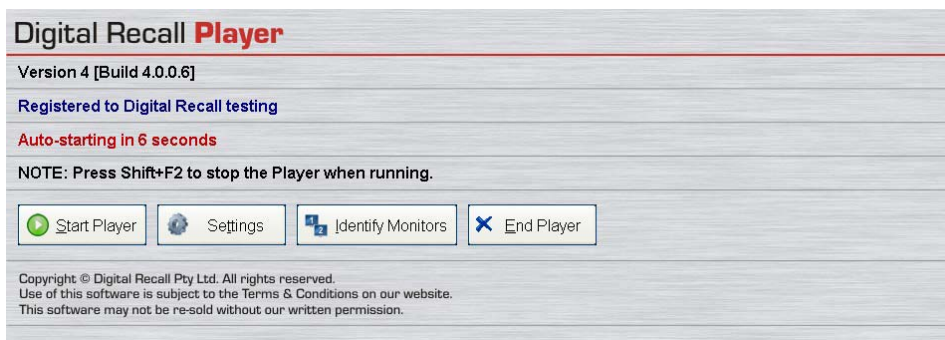 Digital Recall Player
Version 4 [Build 4.0.0.6]
Registered to Digital Recall testing
Auto-starting in 6 seconds
NOTE: Press Shift+F2 to stop the Player when running.
Start Player Settings 1 2 Identify Monitors End Player
Copyright © Digital Recall Pty Ltd. All rights reserved.
Use of this software is subject to the Terms & Conditions on our website.
This software may not be re-sold without our written permission.